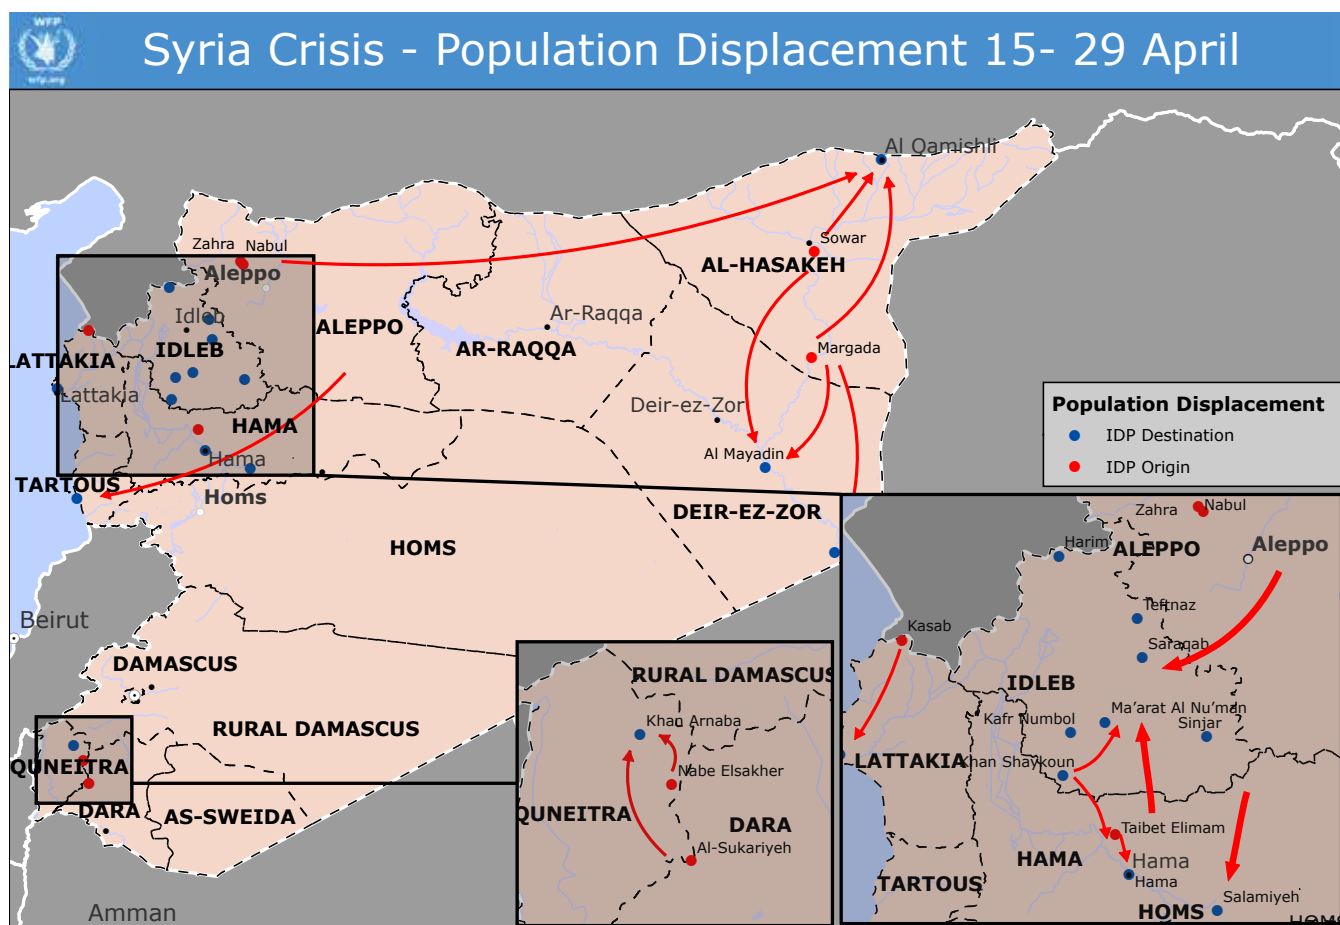 WFP
wfp.org
Syria Crisis - Population Displacement 15- 29 April
Al Qamishli
Zahra
Nabul
Sowar
Aleppo
AL-HASAKEH
Idleb
Ar-Raqqa
ALEPPO
LATTAKIA
IDLEB
AR-RAQQA
Margada
Lattakia
Deir-ez-Zor
HAMA
Hama
Al Mayadin
TARTOUS
Homs
DEIR-EZ-ZOR
HOMS
Population Displacement
IDP Destination
IDP Origin
Beirut
DAMASCUS
RURAL DAMASCUS
QUNEITRA
DARA
AS-SWEIDA
Amman
RURAL DAMASCUS
Khan Arnaba
Nabe Elsakher
QUNEITRA
DARA
Al-Sukariyeh
Zahra
Nabul
Harim
ALEPPO
Aleppo
Teftnaz
Kasab
Saraqab
IDLEB
Ma'arat Al Nu'man
Kafr Numbol
Sinjar
LATTAKIA
Khan Shaykoun
Taibet Elimam
HAMA
Hama
Hama
TARTOUS
Salamiyeh
HOMS
HOMS